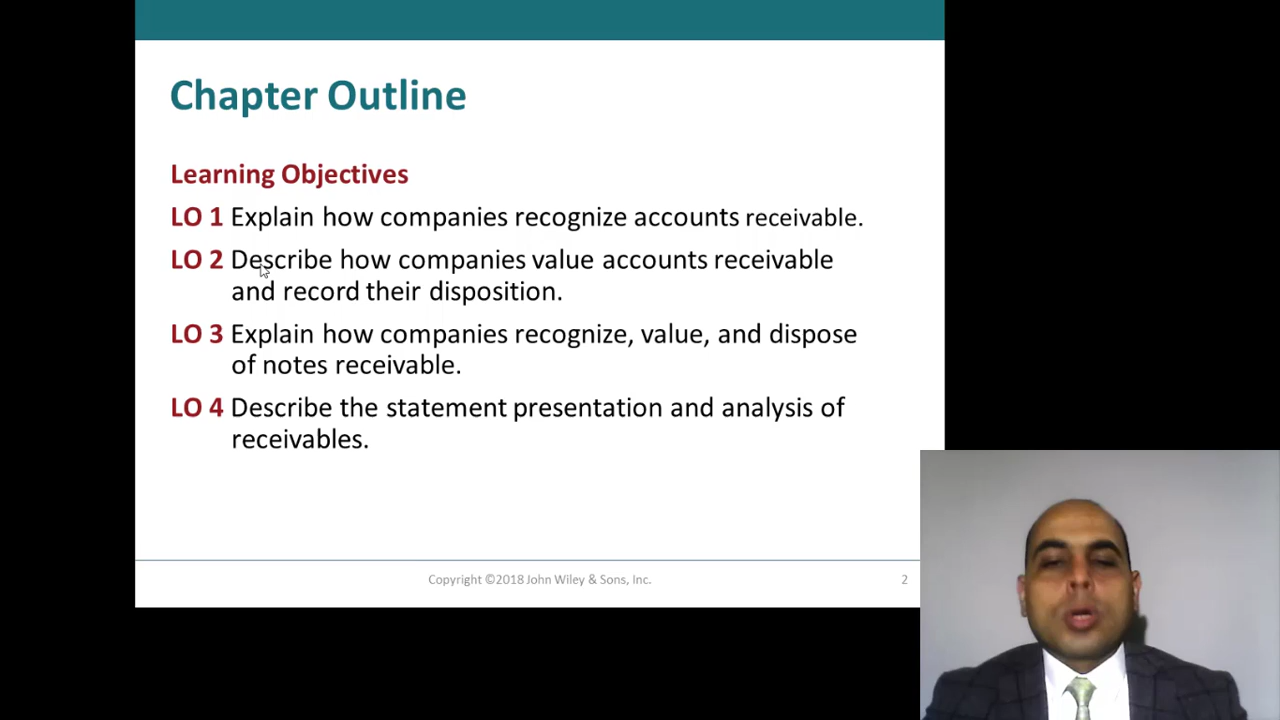 Chapter Outline
Learning Objectives
LO 1 Explain how companies recognize accounts receivable.
LO 2 Describe how companies value accounts receivable
and record their disposition.
LO 3 Explain how companies recognize, value, and dispose
of notes receivable.
LO 4 Describe the statement presentation and analysis of
receivables.
Copyright ©2018 John Wiley & Sons, Inc.
2